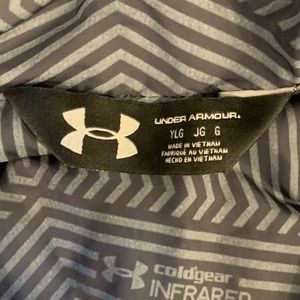 UNDER ARMOUR.
YLG JG G
MADE IN VIETNAM
FABRIQUÉ AU VIETNAM
HECHO EN VIETNAM
coldgear
INFRARED